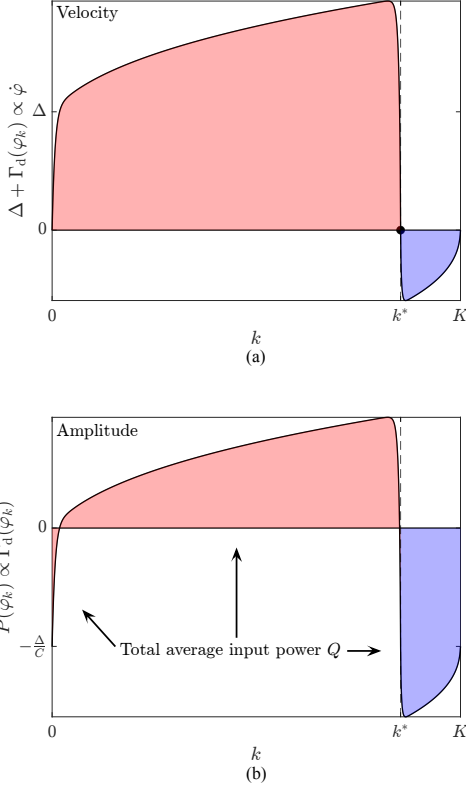 Velocity
Δ + Γ_d(φ_k) ∝ φ̇
Δ
0
0
k*
K
k
(a)
Amplitude
P(φ_k) ∝ Γ_d(φ_k)
0
−Δ/C
Total average input power Q
0
k*
K
k
(b)